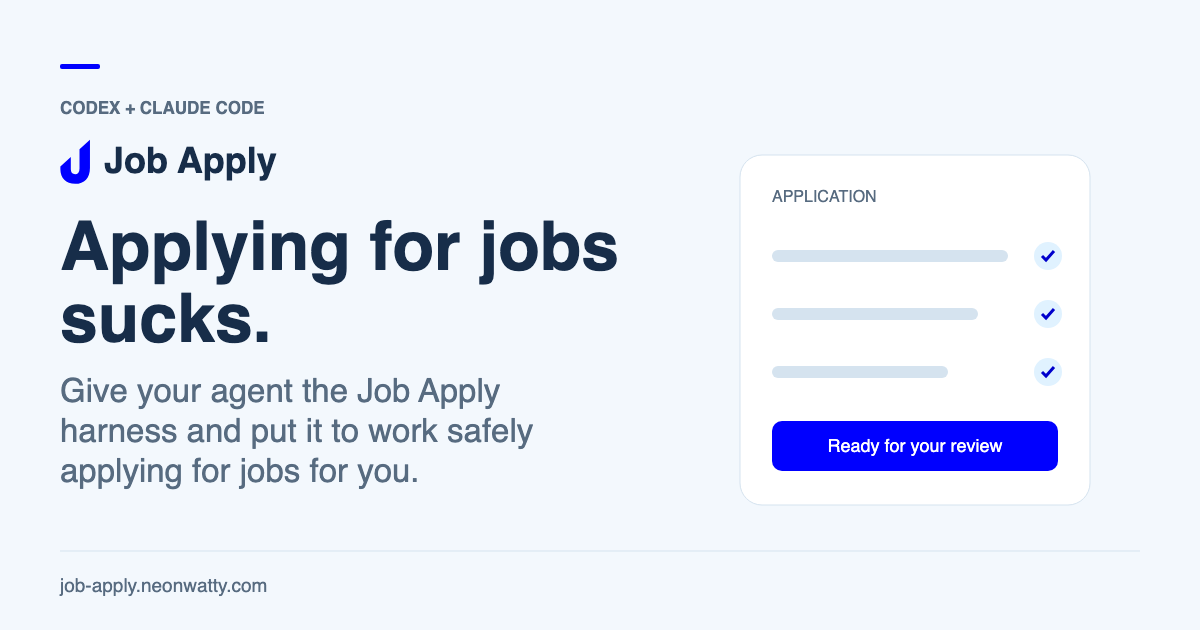 CODEX + CLAUDE CODE
Job Apply
Applying for jobs
sucks.
Give your agent the Job Apply
harness and put it to work safely
applying for jobs for you.
APPLICATION
Ready for your review
job-apply.neonwatty.com